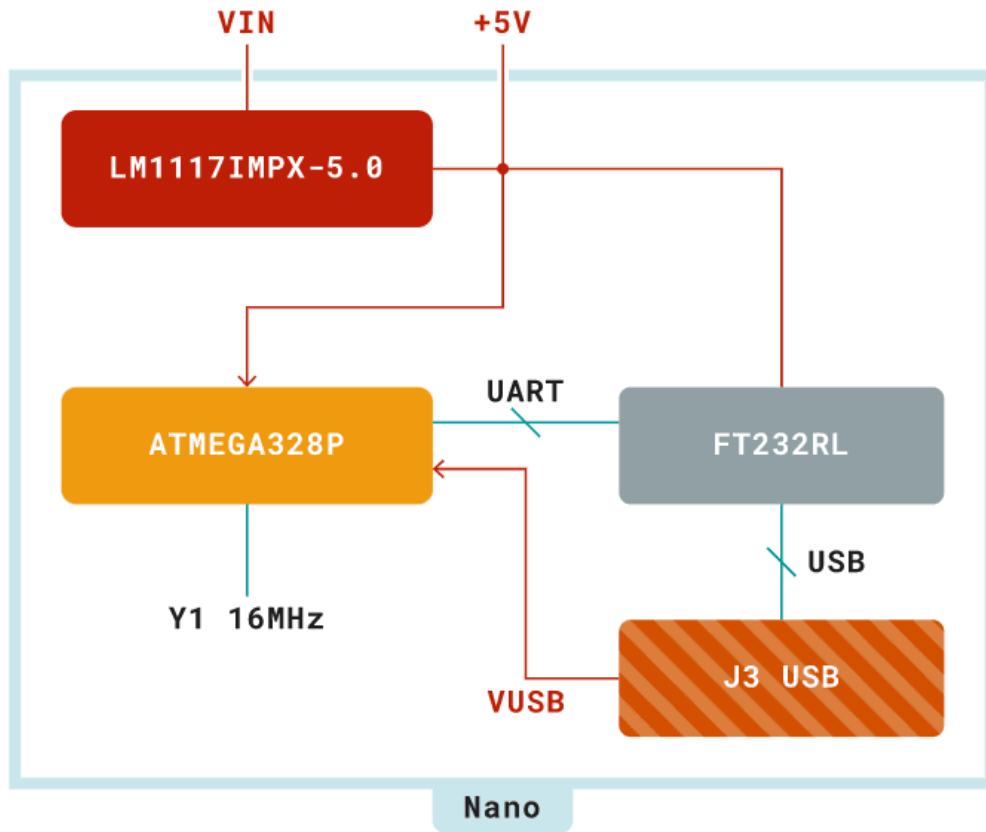 VIN
+5V
LM1117IMPX-5.0
UART
ATMEGA328P
FT232RL
USB
Y1 16MHz
J3 USB
VUSB
Nano